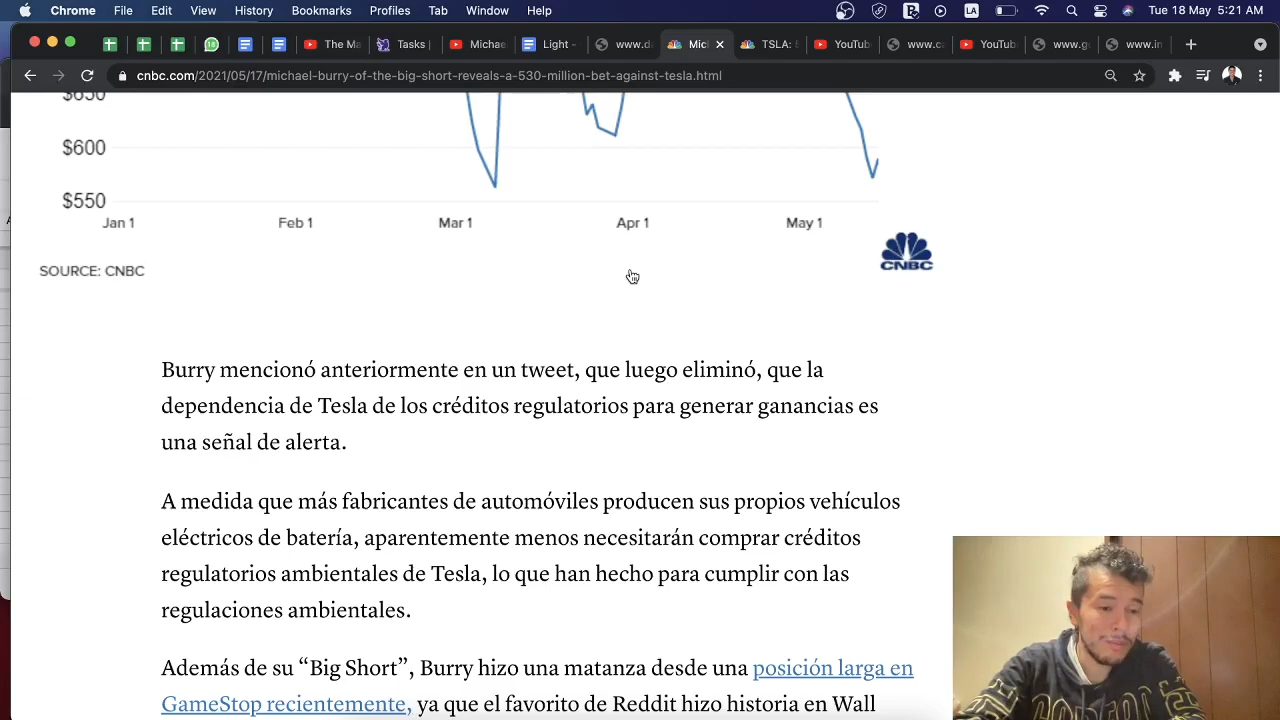 Chrome File Edit View History Bookmarks Profiles Tab Window Help LA Tue 18 May 5:21 AM
The Ma Tasks | Michae Light - www.d Mic TSLA: YouTub www.c YouTub www.g www.in
cnbc.com/2021/05/17/michael-burry-of-the-big-short-reveals-a-530-million-bet-against-tesla.html
$650
$600
$550
Jan 1 Feb 1 Mar 1 Apr 1 May 1
SOURCE: CNBC
CNBC
Burry mencionó anteriormente en un tweet, que luego eliminó, que la
dependencia de Tesla de los créditos regulatorios para generar ganancias es
una señal de alerta.
A medida que más fabricantes de automóviles producen sus propios vehículos
eléctricos de batería, aparentemente menos necesitarán comprar créditos
regulatorios ambientales de Tesla, lo que han hecho para cumplir con las
regulaciones ambientales.
Además de su “Big Short”, Burry hizo una matanza desde una posición larga en
GameStop recientemente, ya que el favorito de Reddit hizo historia en Wall